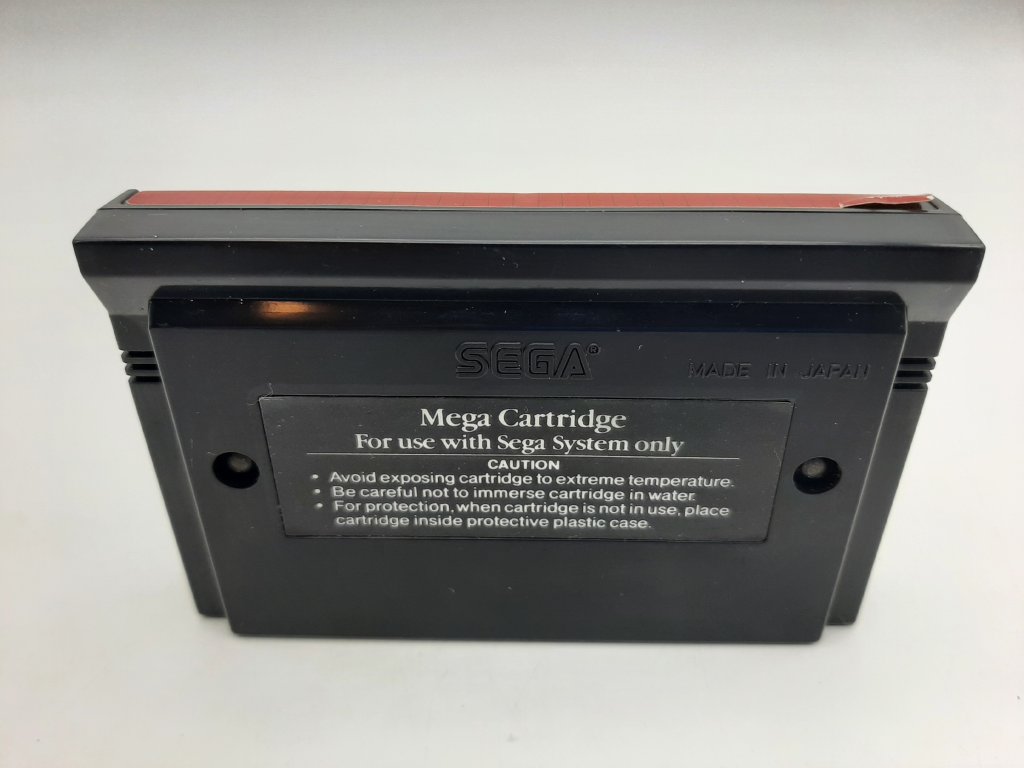 SEGA®
MADE IN JAPAN
Mega Cartridge
For use with Sega System only
CAUTION
• Avoid exposing cartridge to extreme temperature.
• Be careful not to immerse cartridge in water.
• For protection, when cartridge is not in use, place
cartridge inside protective plastic case.